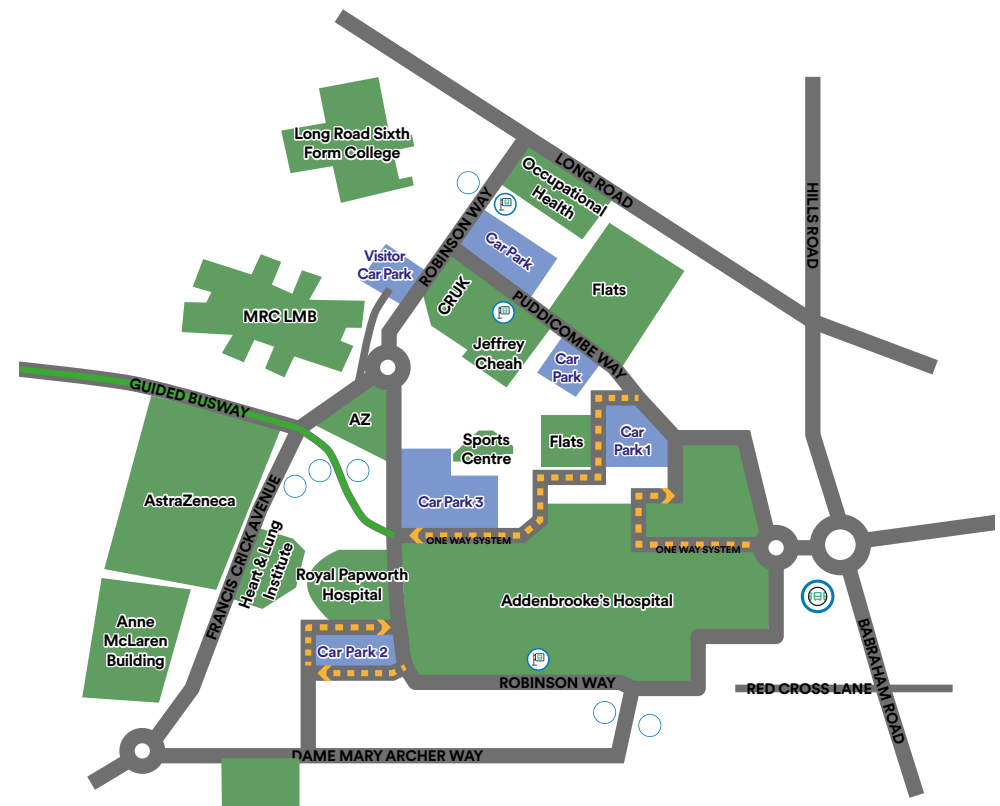 Long Road Sixth
Form College
LONG ROAD
Occupational
Health
HILLS ROAD
ROBINSON WAY
Car Park
Visitor
Car Park
CRUK
Flats
MRC LMB
PUDDICOMBE WAY
Jeffrey
Cheah
Car
Park
GUIDED BUSWAY
AZ
Car
Park 1
Flats
Sports
Centre
AstraZeneca
Car Park 3
FRANCIS CRICK AVENUE
ONE WAY SYSTEM
ONE WAY SYSTEM
Heart & Lung
Institute
Royal Papworth
Hospital
Addenbrooke's Hospital
Anne
McLaren
Building
Car Park 2
ROBINSON WAY
RED CROSS LANE
BABRAHAM ROAD
DAME MARY ARCHER WAY